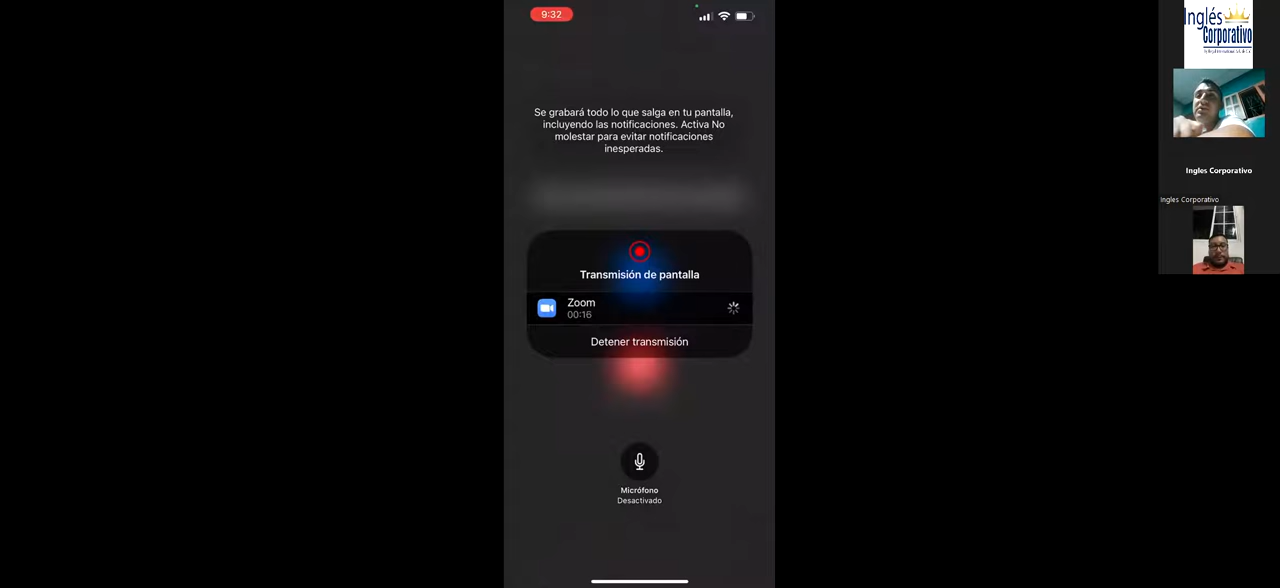 9:32
Se grabará todo lo que salga en tu pantalla,
incluyendo las notificaciones. Activa No
molestar para evitar notificaciones
inesperadas.
Transmisión de pantalla
Zoom
00:16
Detener transmisión
Micrófono
Desactivado
Inglés
Corporativo
Ingles Corporativo
Ingles Corporativo